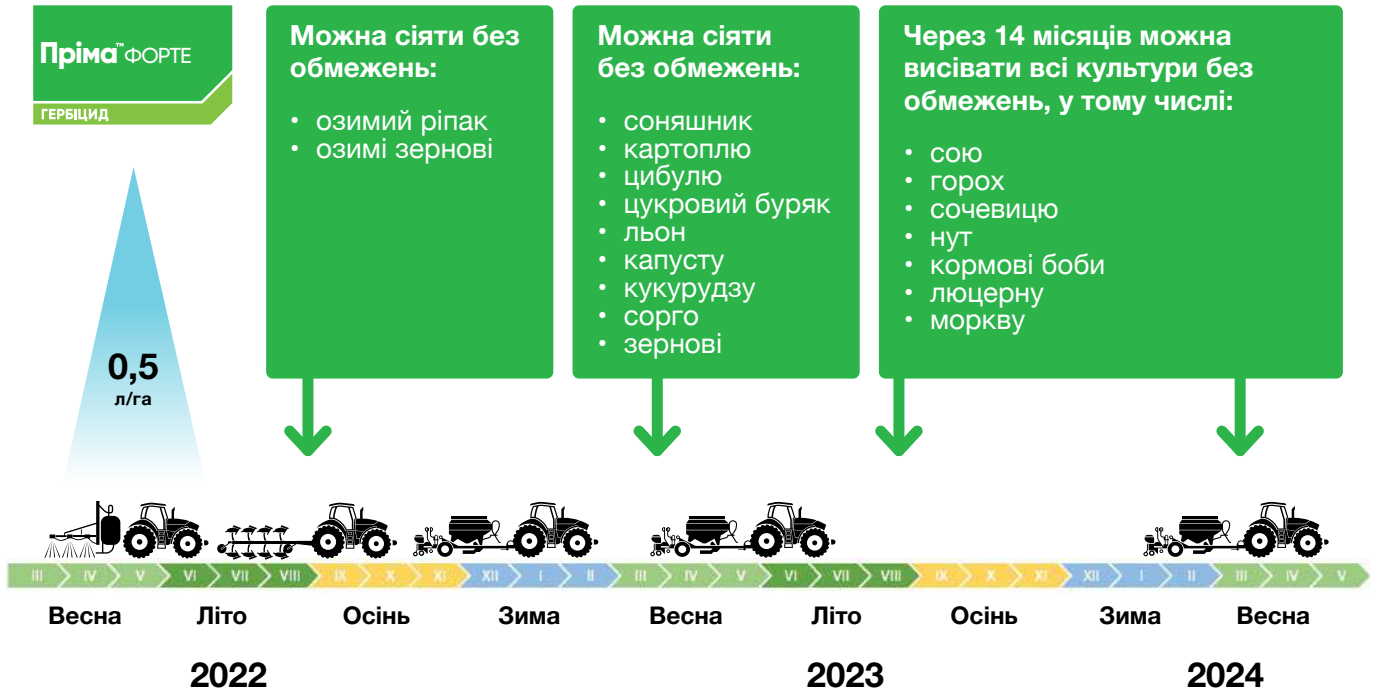 Пріма™ ФОРТЕ
ГЕРБІЦИД
0,5
л/га
Можна сіяти без
обмежень:
• озимий ріпак
• озимі зернові
Можна сіяти
без обмежень:
• соняшник
• картоплю
• цибулю
• цукровий буряк
• льон
• капусту
• кукурудзу
• сорго
• зернові
Через 14 місяців можна
висівати всі культури без
обмежень, у тому числі:
• сою
• горох
• сочевицю
• нут
• кормові боби
• люцерну
• моркву
III IV V VI VII VIII IX X XI XII I II III IV V VI VII VIII IX X XI XII I II III IV V
Весна Літо Осінь Зима Весна Літо Осінь Зима Весна
2022 2023 2024